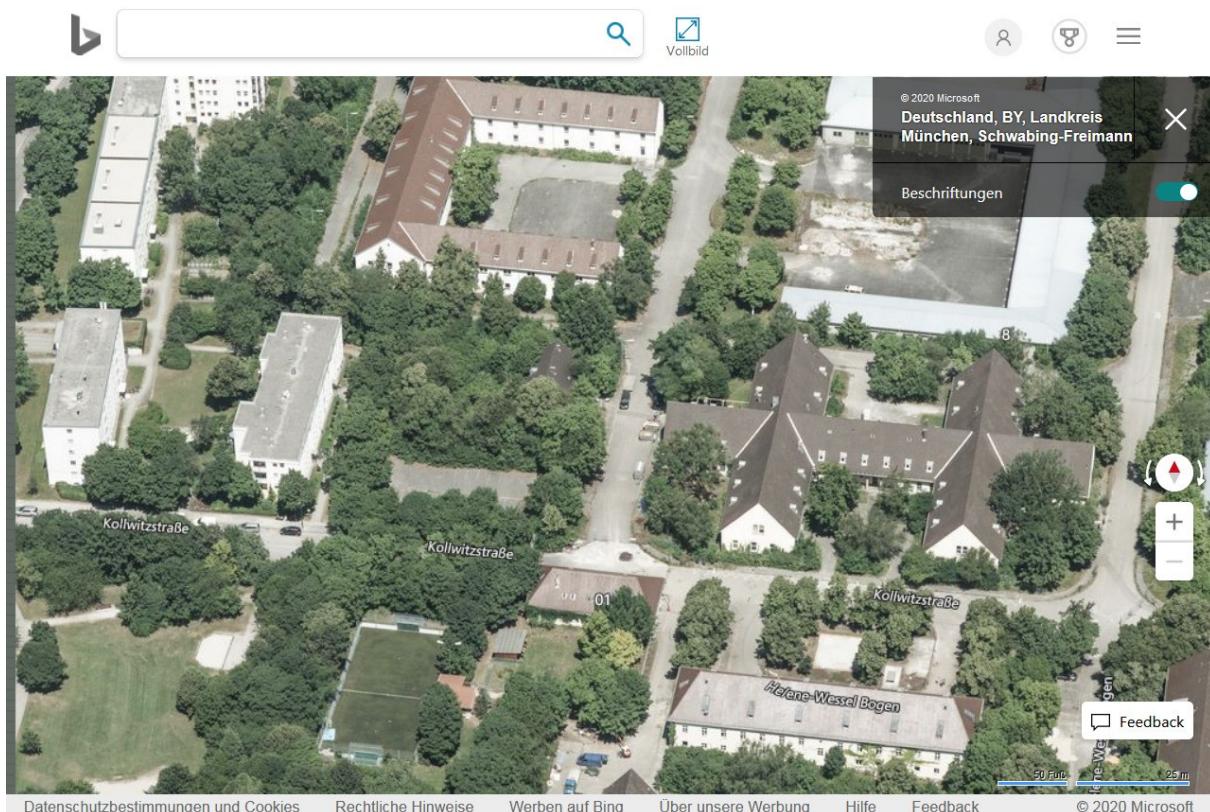 Vollbild
© 2020 Microsoft
Deutschland, BY, Landkreis
München, Schwabing-Freimann
Beschriftungen
8
Kollwitzstraße
Kollwitzstraße
01
Kollwitzstraße
Helene-Wessel Bogen
Feedback
50 Fuß
25 m
Datenschutzbestimmungen und Cookies Rechtliche Hinweise Werben auf Bing Über unsere Werbung Hilfe Feedback © 2020 Microsoft